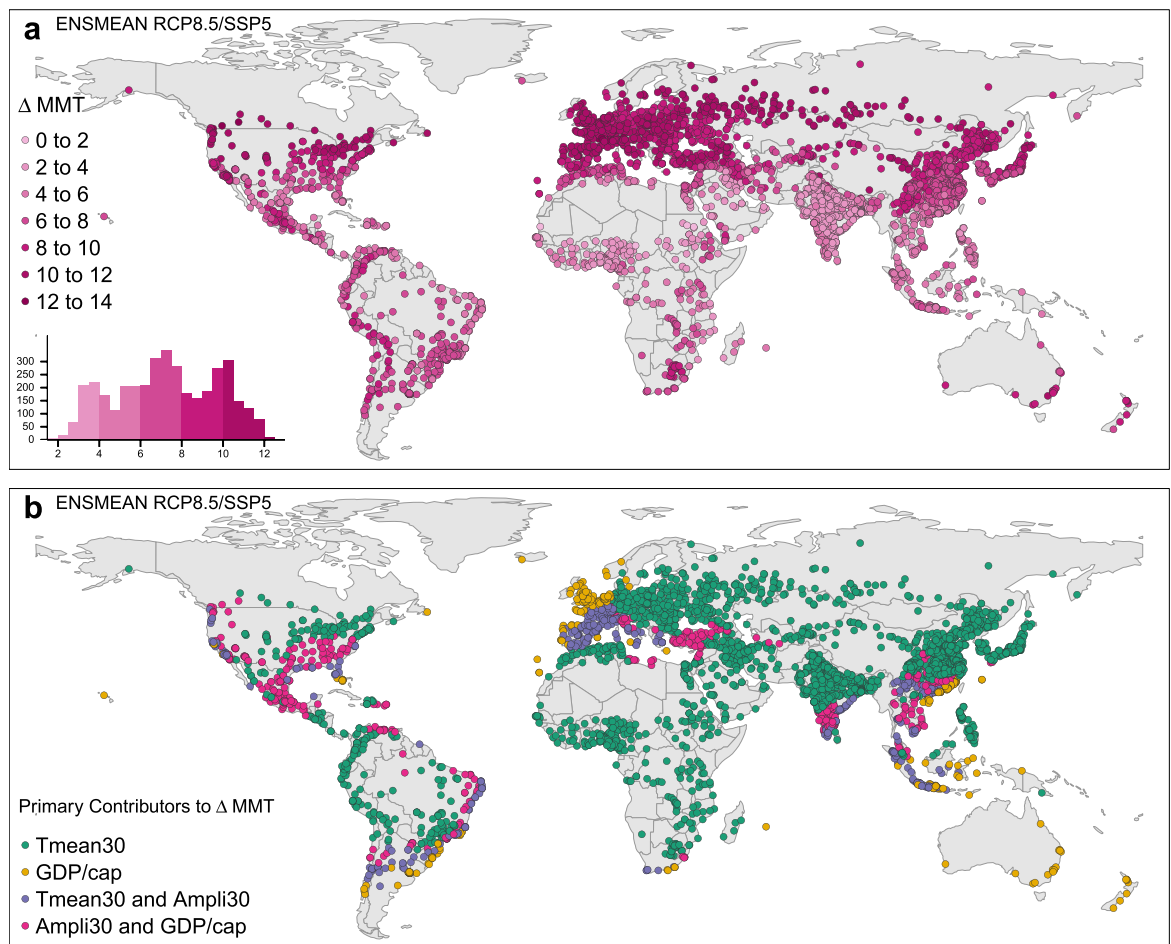 a ENSMEAN RCP8.5/SSP5
Δ MMT
0 to 2
2 to 4
4 to 6
6 to 8
8 to 10
10 to 12
12 to 14
300
250
200
150
100
50
0
2 4 6 8 10 12
b ENSMEAN RCP8.5/SSP5
Primary Contributors to Δ MMT
Tmean30
GDP/cap
Tmean30 and Ampli30
Ampli30 and GDP/cap